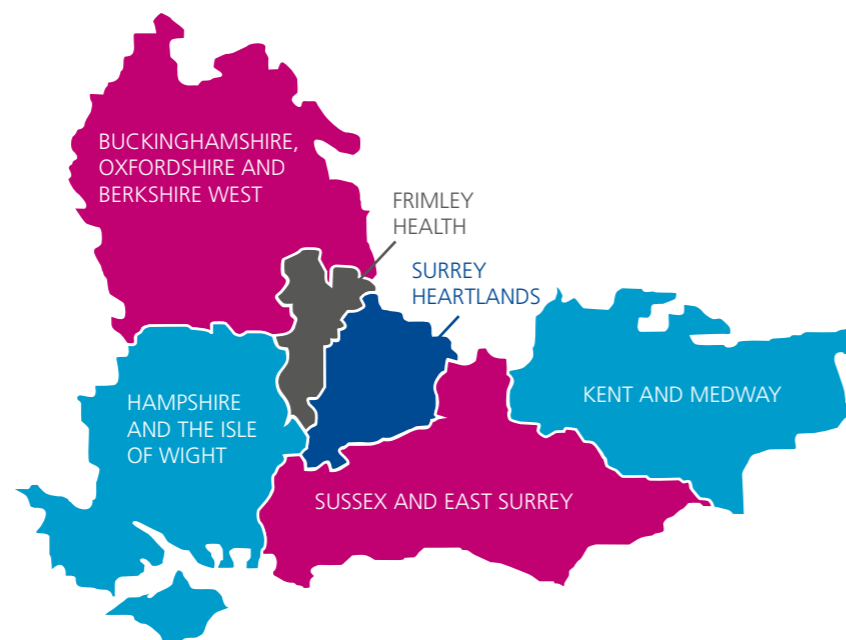 BUCKINGHAMSHIRE,
OXFORDSHIRE AND
BERKSHIRE WEST
FRIMLEY
HEALTH
SURREY
HEARTLANDS
HAMPSHIRE
AND THE ISLE
OF WIGHT
KENT AND MEDWAY
SUSSEX AND EAST SURREY